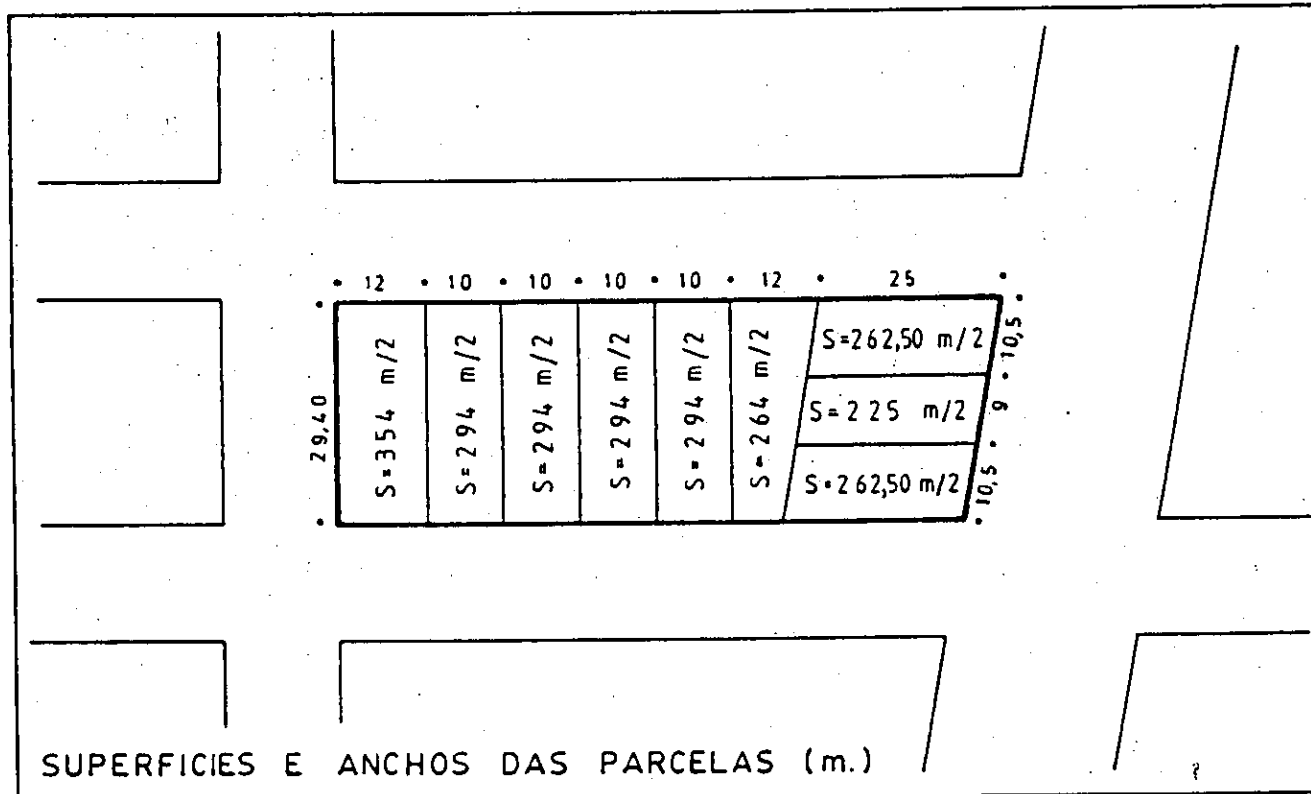 12 10 10 10 10 12 25
29,40
S=354 m/2
S=294 m/2
S=294 m/2
S=294 m/2
S=294 m/2
S=264 m/2
S=262,50 m/2
10,5
S=225 m/2
9
S=262,50 m/2
10,5
SUPERFICIES E ANCHOS DAS PARCELAS (m.)